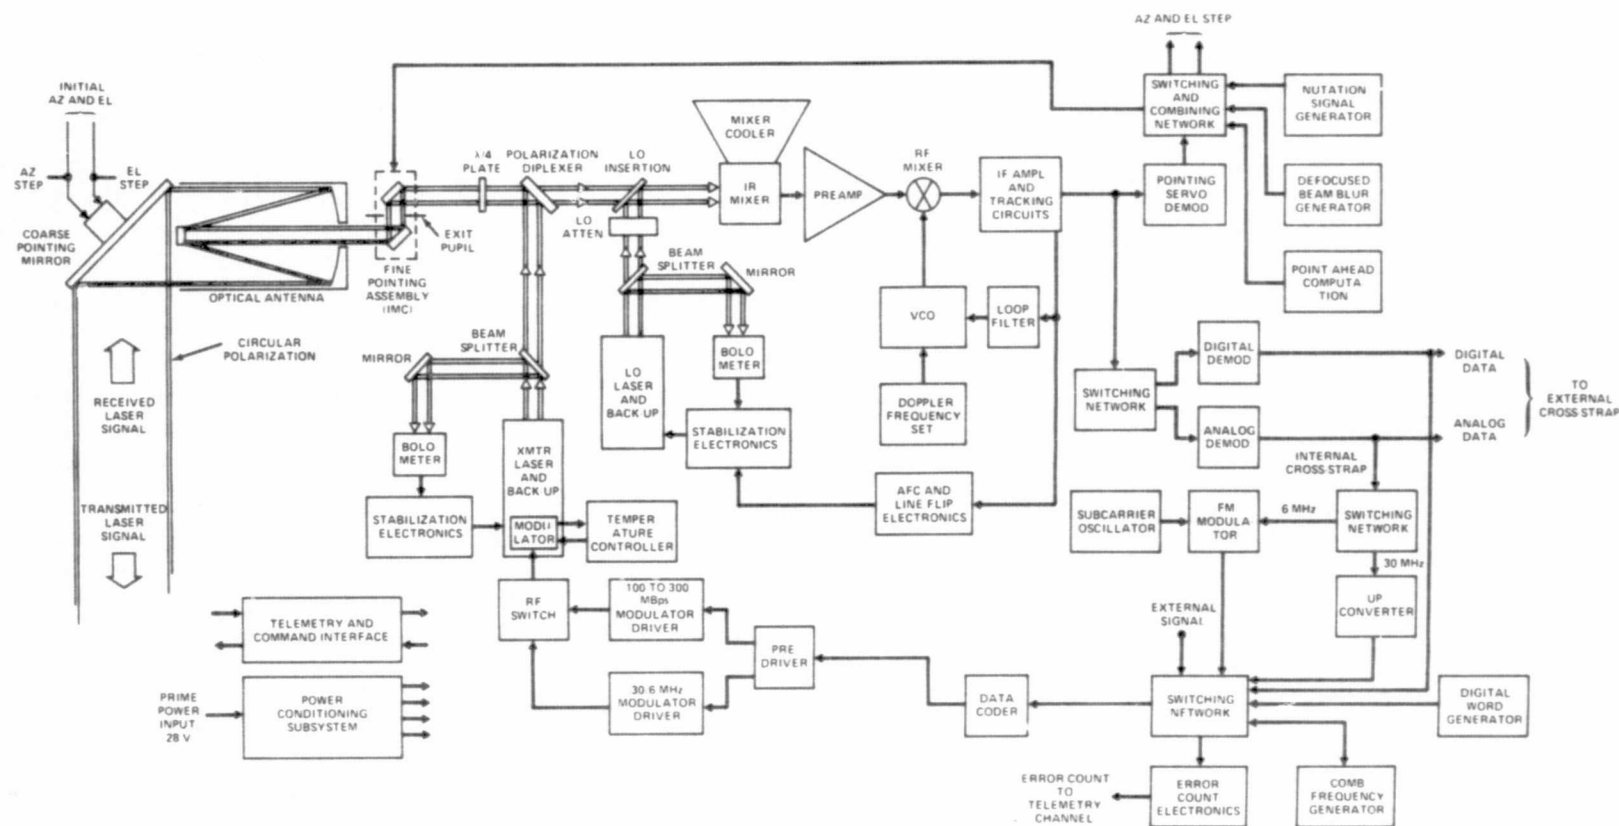 AZ AND EL STEP
INITIAL
AZ AND EL
AZ
STEP
EL
STEP
COARSE
POINTING
MIRROR
OPTICAL ANTENNA
CIRCULAR
POLARIZATION
RECEIVED
LASER
SIGNAL
TRANSMITTED
LASER
SIGNAL
FINE
POINTING
ASSEMBLY
(IMC)
EXIT
PUPIL
λ/4
PLATE
POLARIZATION
DIPLEXER
LO
INSERTION
LO
ATTEN
MIXER
COOLER
IR
MIXER
PREAMP
RF
MIXER
IF AMPL
AND
TRACKING
CIRCUITS
SWITCHING
AND
COMBINING
NETWORK
NUTATION
SIGNAL
GENERATOR
POINTING
SERVO
DEMOD
DEFOCUSED
BEAM BLUR
GENERATOR
POINT AHEAD
COMPUTA
TION
BEAM
SPLITTER
MIRROR
BOLO
METER
LO
LASER
AND
BACK UP
STABILIZATION
ELECTRONICS
VCO
LOOP
FILTER
DOPPLER
FREQUENCY
SET
AFC AND
LINE FLIP
ELECTRONICS
MIRROR
BEAM
SPLITTER
BOLO
METER
STABILIZATION
ELECTRONICS
XMTR
LASER
AND
BACK UP
MODU
LATOR
TEMPER
ATURE
CONTROLLER
SWITCHING
NETWORK
DIGITAL
DEMOD
ANALOG
DEMOD
DIGITAL
DATA
ANALOG
DATA
TO
EXTERNAL
CROSS-STRAP
INTERNAL
CROSS-STRAP
SUBCARRIER
OSCILLATOR
FM
MODULA
TOR
6 MHz
SWITCHING
NETWORK
30 MHz
UP
CONVERTER
RF
SWITCH
100 TO 300
MBps
MODULATOR
DRIVER
30.6 MHz
MODULATOR
DRIVER
PRE
DRIVER
DATA
CODER
EXTERNAL
SIGNAL
SWITCHING
NETWORK
DIGITAL
WORD
GENERATOR
ERROR
COUNT
ELECTRONICS
COMB
FREQUENCY
GENERATOR
ERROR COUNT
TO
TELEMETRY
CHANNEL
TELEMETRY AND
COMMAND INTERFACE
PRIME
POWER
INPUT
28 V
POWER
CONDITIONING
SUBSYSTEM